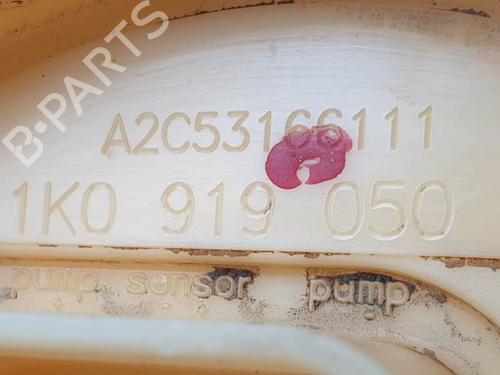 B-PARTS
A2C53166111
1K0 919 050
pump sensor pump